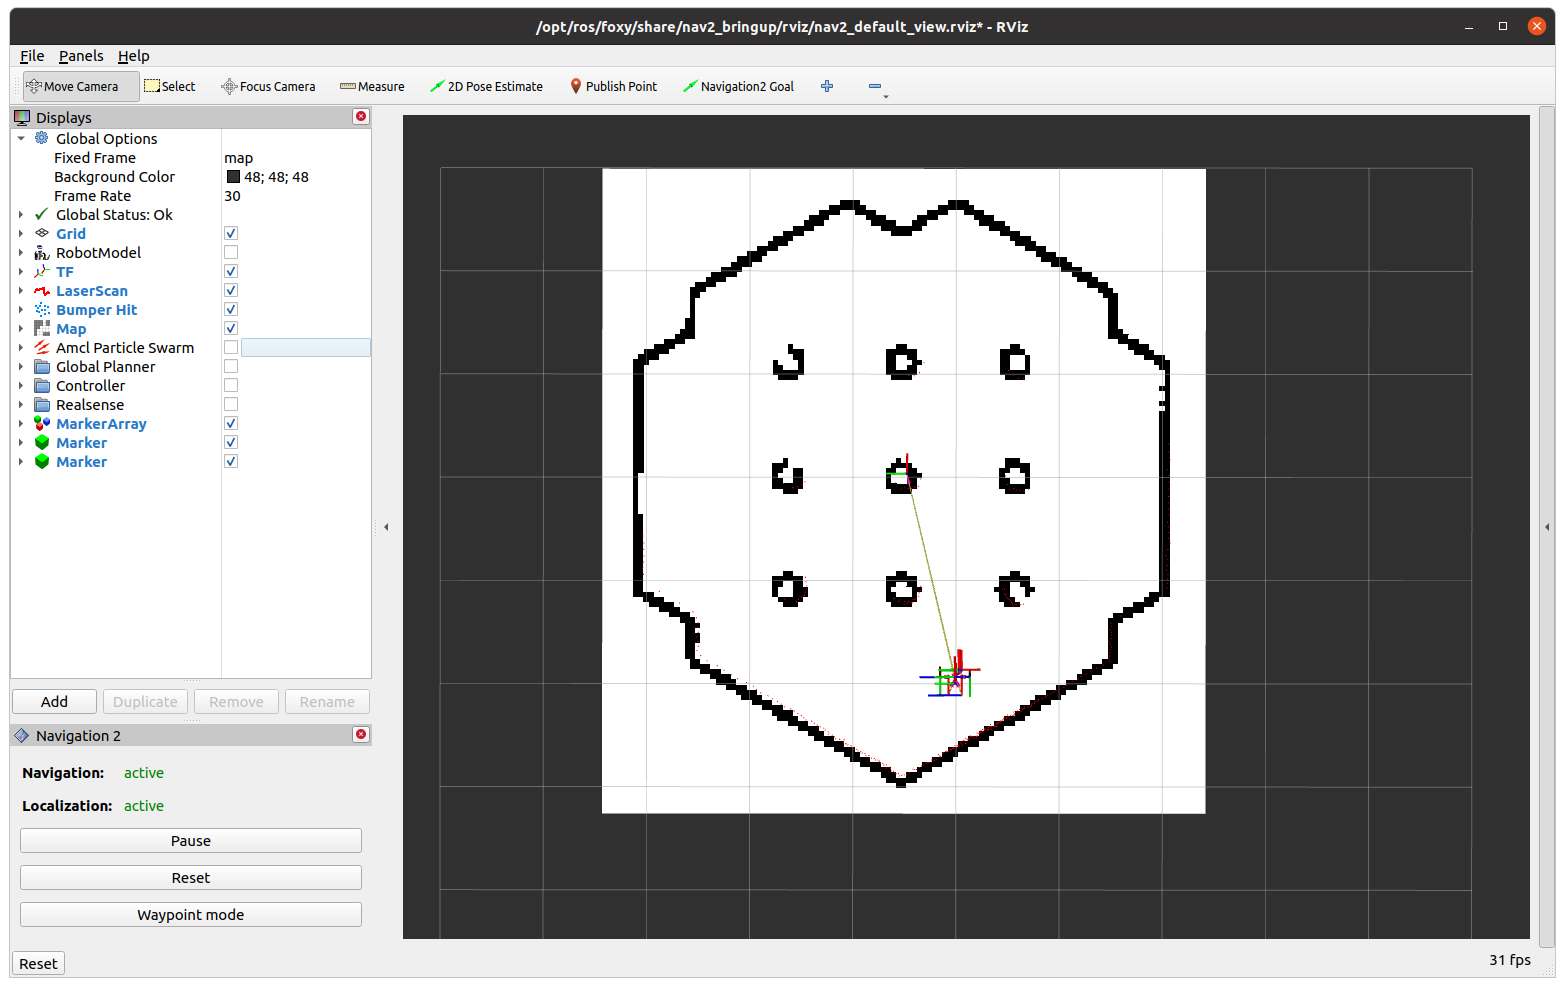 /opt/ros/foxy/share/nav2_bringup/rviz/nav2_default_view.rviz* - RViz
File Panels Help
Move Camera Select Focus Camera Measure 2D Pose Estimate Publish Point Navigation2 Goal
Displays
Global Options
Fixed Frame map
Background Color 48; 48; 48
Frame Rate 30
Global Status: Ok
Grid
RobotModel
TF
LaserScan
Bumper Hit
Map
Amcl Particle Swarm
Global Planner
Controller
Realsense
MarkerArray
Marker
Marker
Add Duplicate Remove Rename
Navigation 2
Navigation: active
Localization: active
Pause
Reset
Waypoint mode
Reset 31 fps